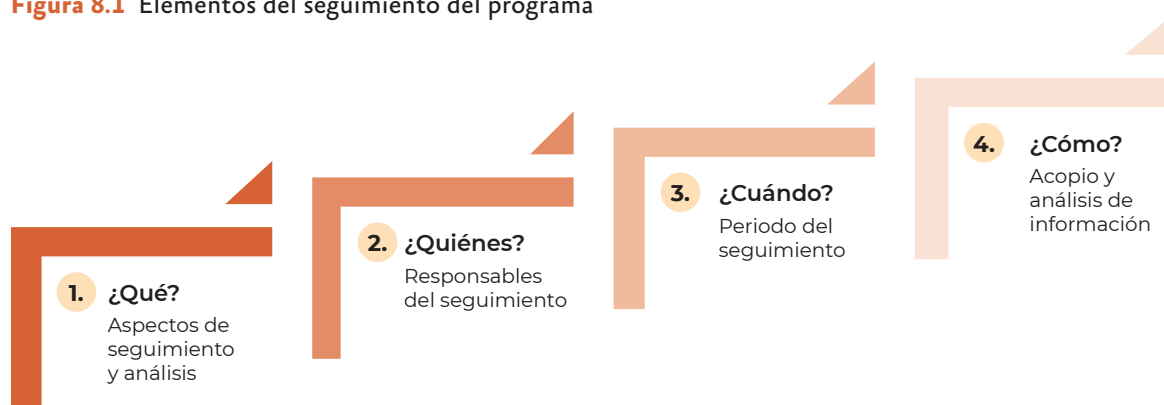 Figura 8.1 Elementos del seguimiento del programa
1. ¿Qué?
Aspectos de
seguimiento
y análisis
2. ¿Quiénes?
Responsables
del seguimiento
3. ¿Cuándo?
Periodo del
seguimiento
4. ¿Cómo?
Acopio y
análisis de
información